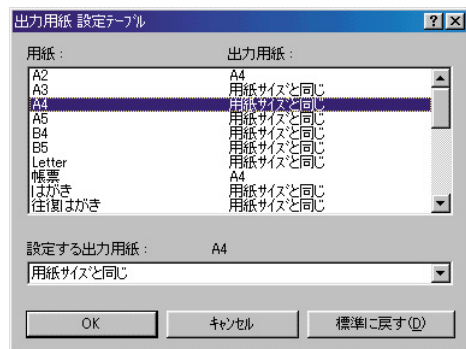 出力用紙 設定ﾃｰﾌﾞﾙ
用紙： 出力用紙：
A2 A4
A3 用紙ｻｲｽﾞと同じ
A4 用紙ｻｲｽﾞと同じ
A5 用紙ｻｲｽﾞと同じ
B4 用紙ｻｲｽﾞと同じ
B5 用紙ｻｲｽﾞと同じ
Letter 用紙ｻｲｽﾞと同じ
帳票 A4
はがき 用紙ｻｲｽﾞと同じ
往復はがき 用紙ｻｲｽﾞと同じ
設定する出力用紙： A4
用紙ｻｲｽﾞと同じ
OK ｷｬﾝｾﾙ 標準に戻す(D)